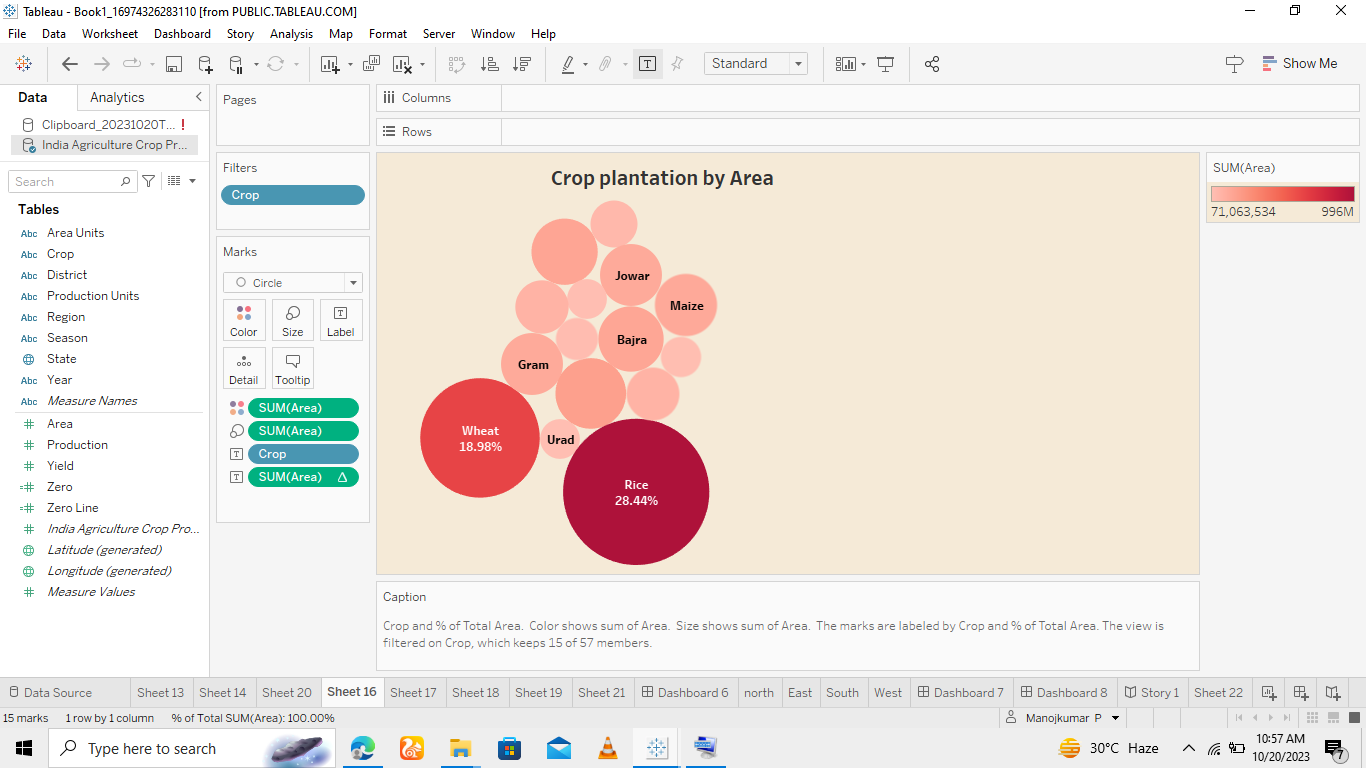 Tableau - Book1_16974326283110 [from PUBLIC.TABLEAU.COM]
File Data Worksheet Dashboard Story Analysis Map Format Server Window Help
Standard
Show Me
Data Analytics
Clipboard_20231020T... !
India Agriculture Crop Pr...
Search
Tables
Abc Area Units
Abc Crop
Abc District
Abc Production Units
Abc Region
Abc Season
State
Abc Year
Abc Measure Names
# Area
# Production
# Yield
=# Zero
=# Zero Line
# India Agriculture Crop Pro...
Latitude (generated)
Longitude (generated)
# Measure Values
Pages
Filters
Crop
Marks
Circle
Color Size Label
Detail Tooltip
SUM(Area)
SUM(Area)
Crop
SUM(Area) Δ
Columns
Rows
Crop plantation by Area
Jowar
Maize
Bajra
Gram
Wheat
18.98%
Urad
Rice
28.44%
SUM(Area)
71,063,534 996M
Caption
Crop and % of Total Area. Color shows sum of Area. Size shows sum of Area. The marks are labeled by Crop and % of Total Area. The view is
filtered on Crop, which keeps 15 of 57 members.
Data Source Sheet 13 Sheet 14 Sheet 20 Sheet 16 Sheet 17 Sheet 18 Sheet 19 Sheet 21 Dashboard 6 north East South West Dashboard 7 Dashboard 8 Story 1 Sheet 22
15 marks 1 row by 1 column % of Total SUM(Area): 100.00% Manojkumar P
Type here to search
30°C Haze
10:57 AM
10/20/2023
7